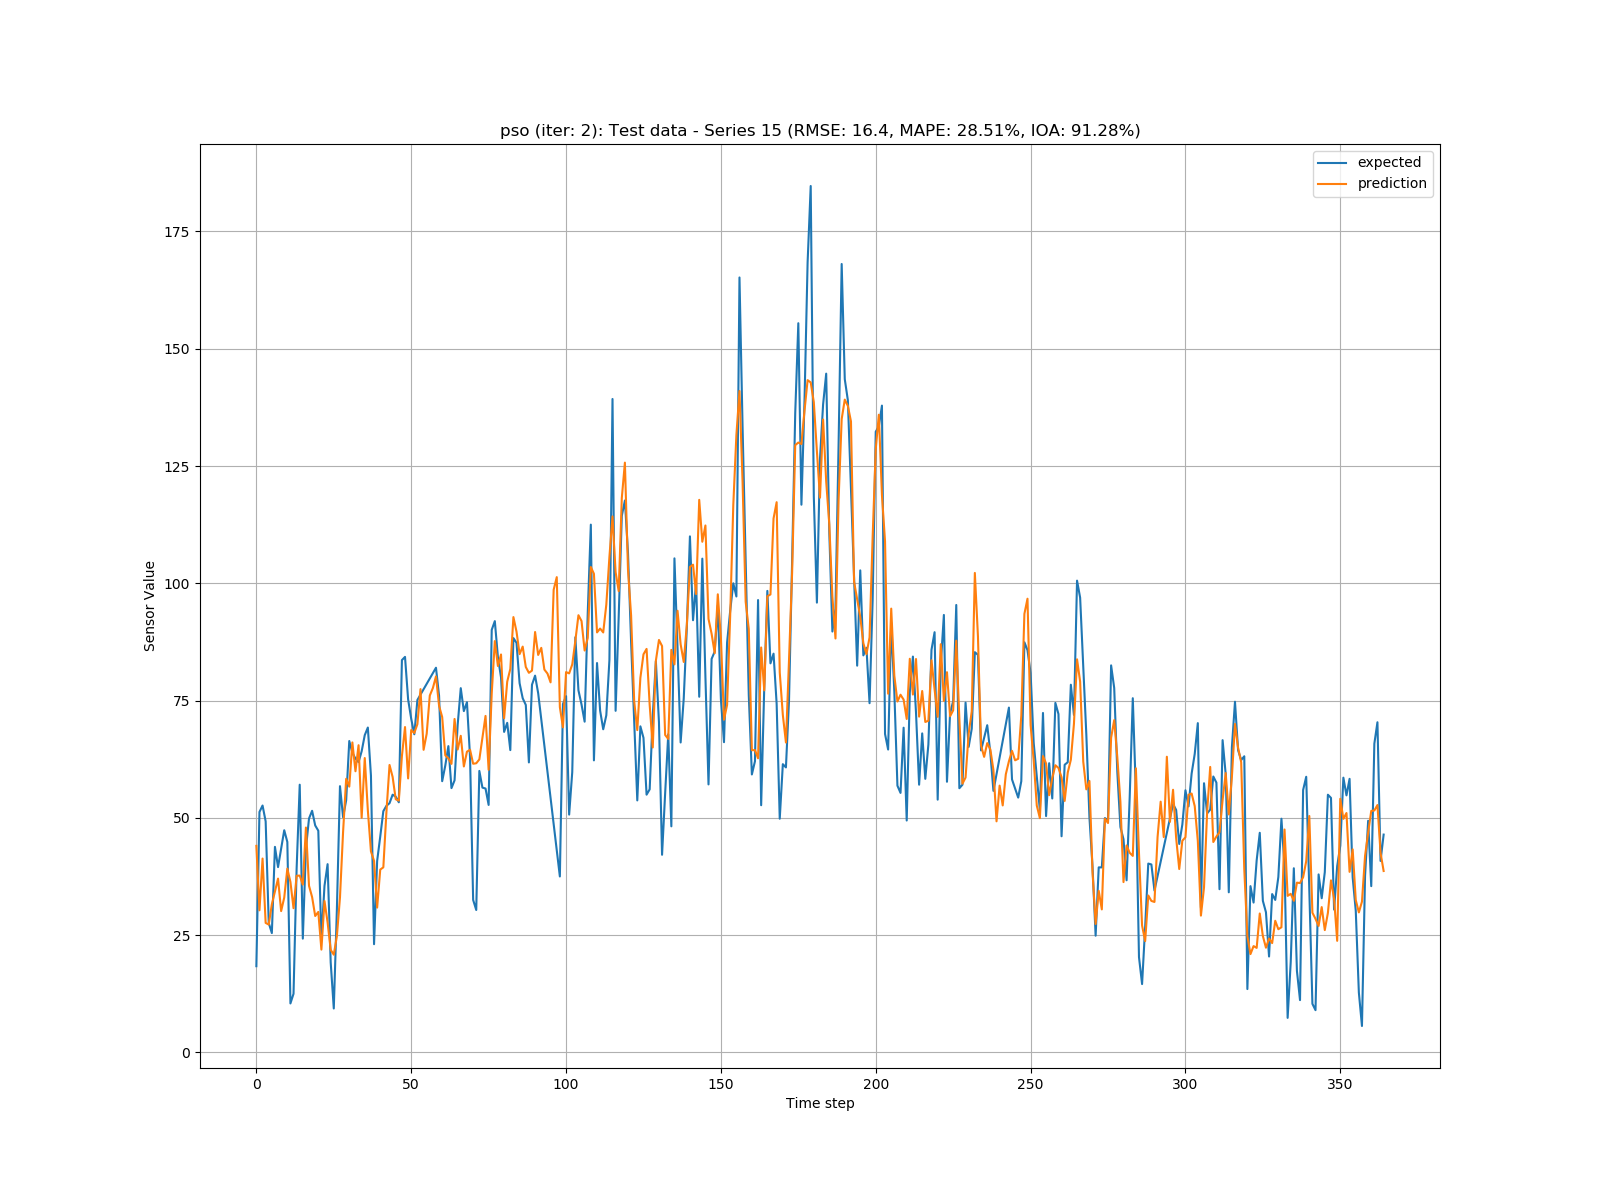 pso (iter: 2): Test data - Series 15 (RMSE: 16.4, MAPE: 28.51%, IOA: 91.28%)
expected
prediction
175
150
125
100
75
50
25
0
Sensor Value
0 50 100 150 200 250 300 350
Time step